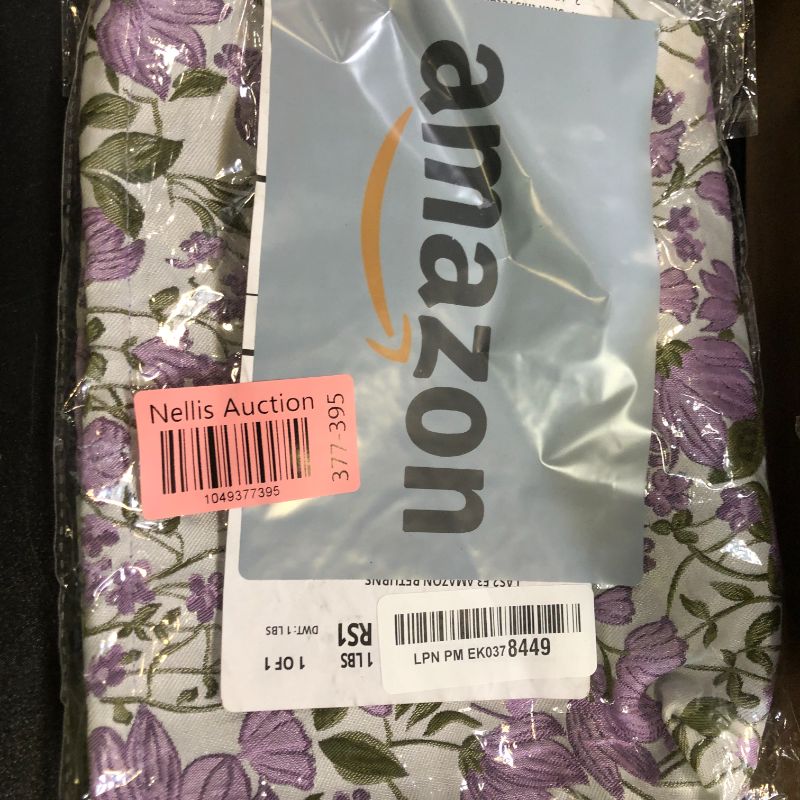 amazon
Nellis Auction
1049377395
377-395
LAS2 F3 AMAZON RETURNS
1 LBS
1 OF 1
DWT: 1 LBS
RS1
LPN PM EK0378449